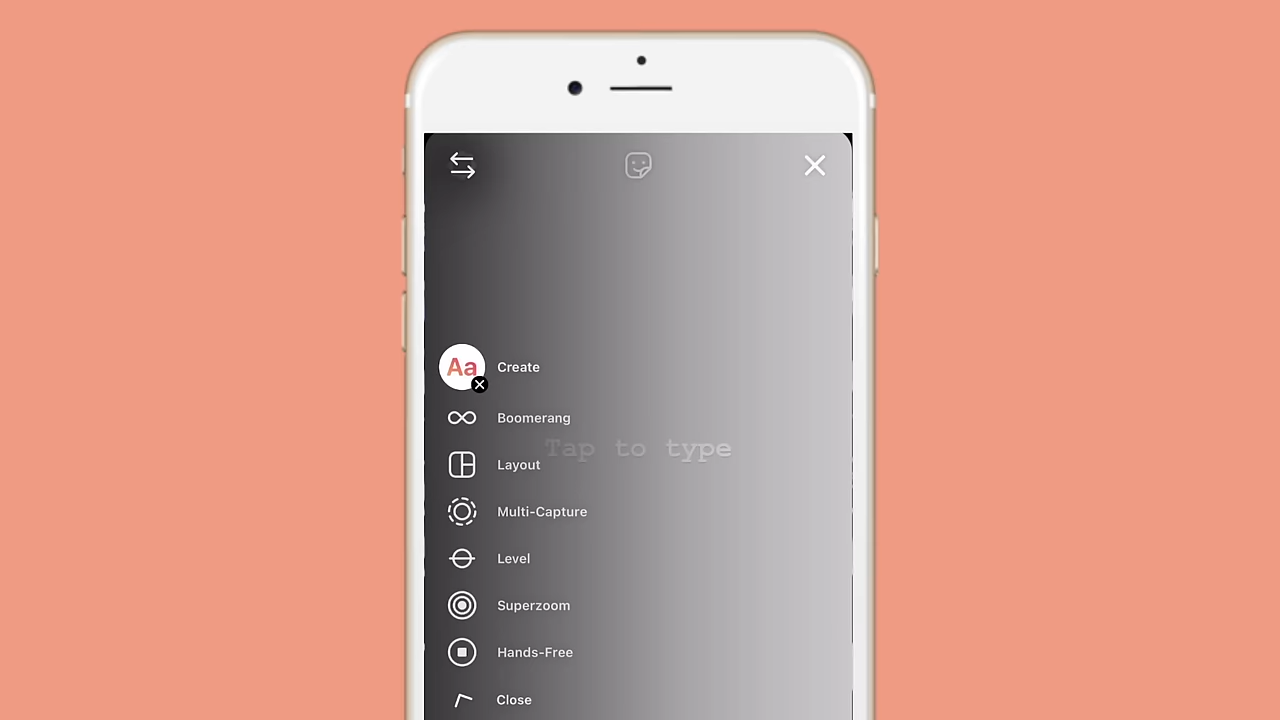 Aa
Create
Boomerang
Tap to type
Layout
Multi-Capture
Level
Superzoom
Hands-Free
Close